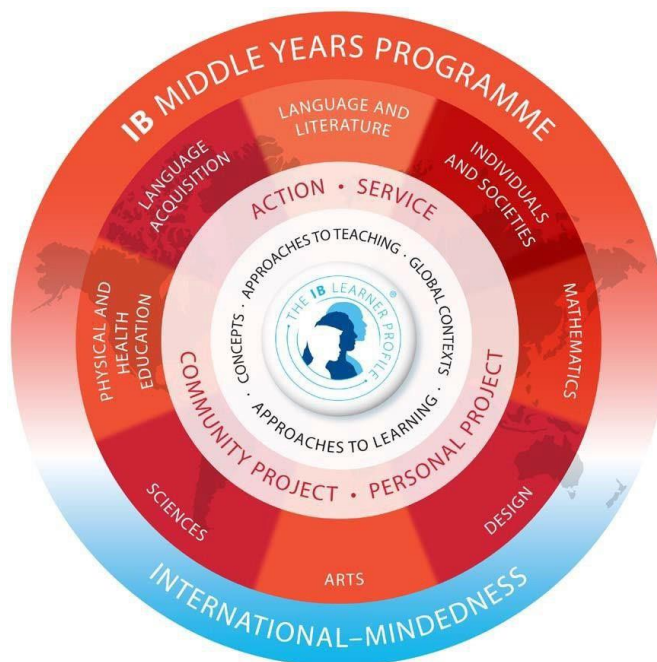 IB MIDDLE YEARS PROGRAMME
LANGUAGE AND
LITERATURE
INDIVIDUALS
AND SOCIETIES
MATHEMATICS
DESIGN
ARTS
SCIENCES
PHYSICAL AND
HEALTH
EDUCATION
LANGUAGE
ACQUISITION
ACTION · SERVICE
COMMUNITY PROJECT · PERSONAL PROJECT
· CONCEPTS · APPROACHES TO TEACHING · GLOBAL CONTEXTS ·
APPROACHES TO LEARNING
THE IB LEARNER PROFILE ®
INTERNATIONAL–MINDEDNESS